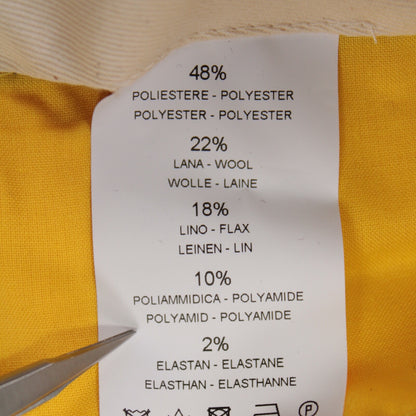 48%
POLIESTERE - POLYESTER
POLYESTER - POLYESTER
22%
LANA - WOOL
WOLLE - LAINE
18%
LINO - FLAX
LEINEN - LIN
10%
POLIAMMIDICA - POLYAMIDE
POLYAMID - POLYAMIDE
2%
ELASTAN - ELASTANE
ELASTHAN - ELASTHANNE
P